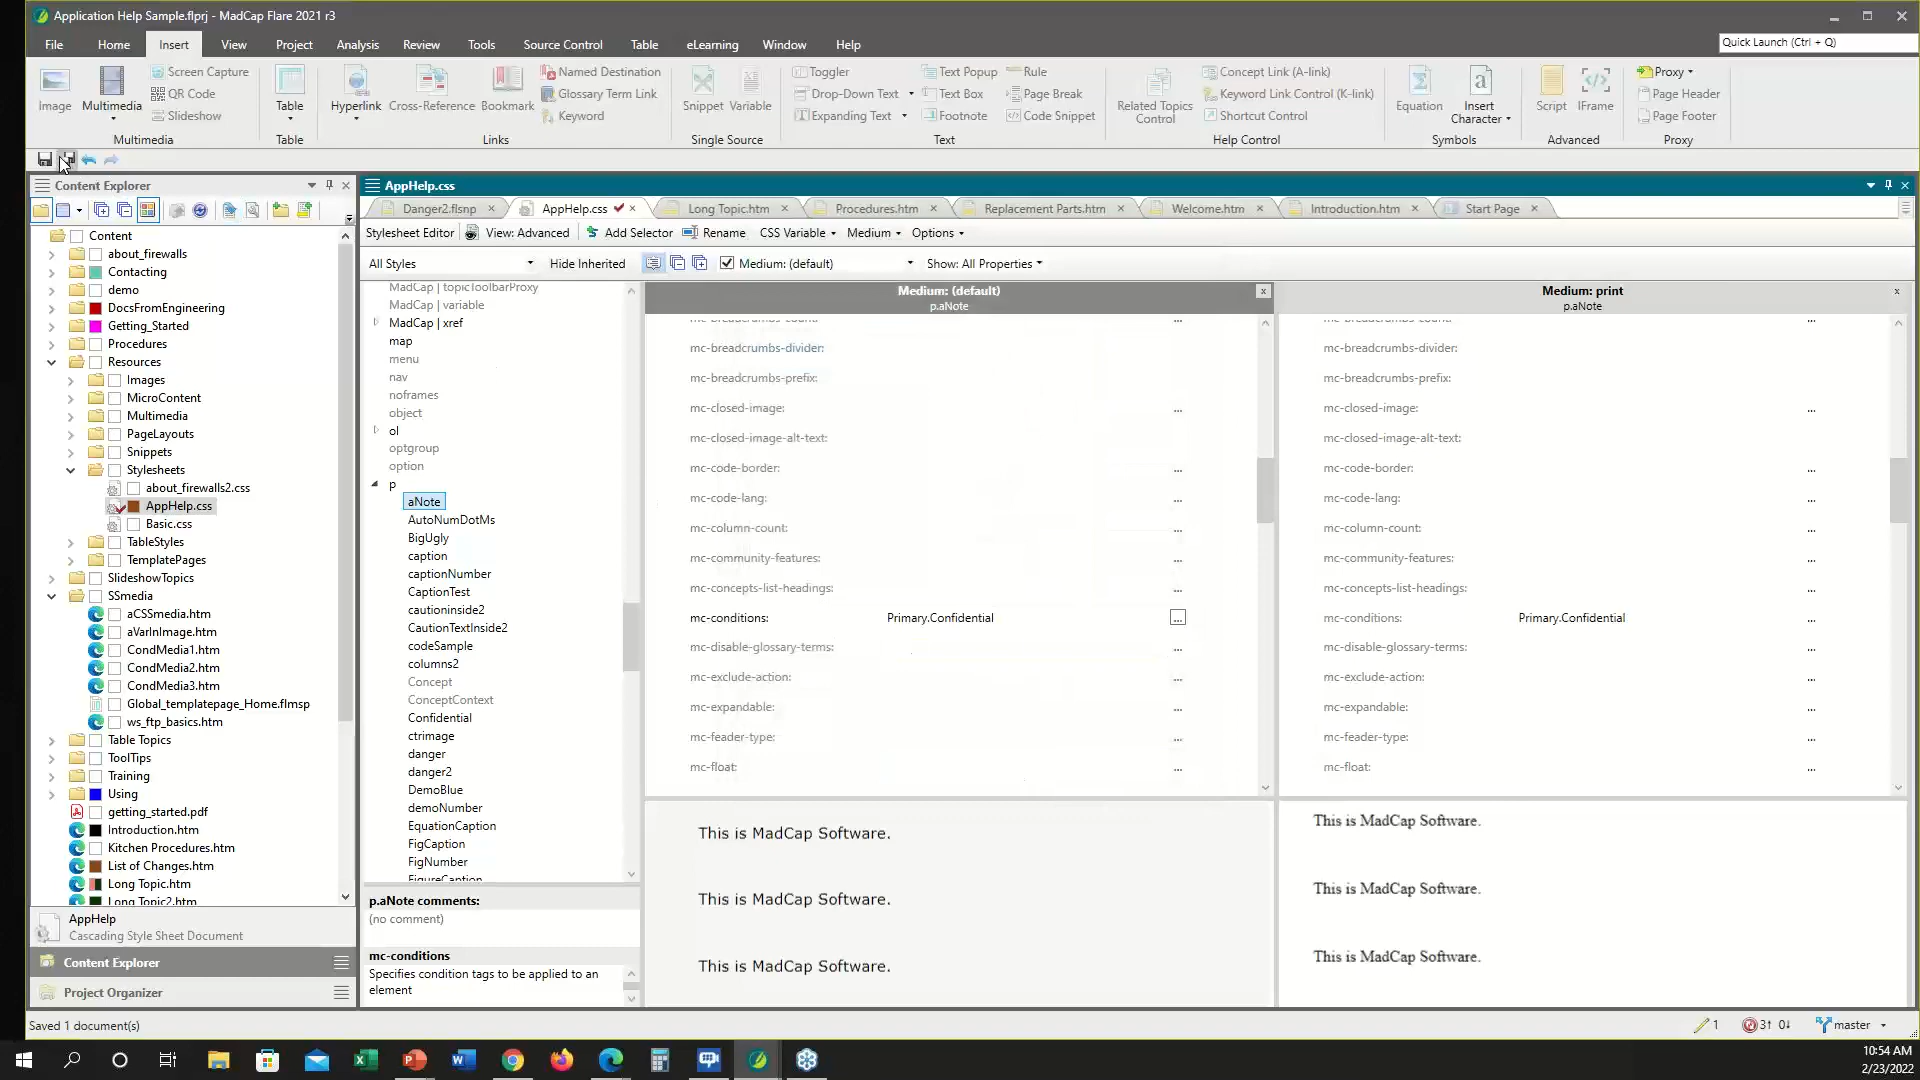 Application Help Sample.flprj - MadCap Flare 2021 r3
File Home Insert View Project Analysis Review Tools Source Control Table eLearning Window Help
Quick Launch (Ctrl + Q)
Image
Multimedia
Screen Capture
QR Code
Slideshow
Multimedia
Table
Table
Hyperlink
Cross-Reference
Bookmark
Named Destination
Glossary Term Link
Keyword
Links
Snippet
Variable
Single Source
Toggler
Drop-Down Text
Expanding Text
Text Popup
Text Box
Footnote
Rule
Page Break
Code Snippet
Text
Related Topics Control
Concept Link (A-link)
Keyword Link Control (K-link)
Shortcut Control
Help Control
Equation
Insert Character
Symbols
Script
IFrame
Advanced
Proxy
Page Header
Page Footer
Proxy
Content Explorer
Content
about_firewalls
Contacting
demo
DocsFromEngineering
Getting_Started
Procedures
Resources
Images
MicroContent
Multimedia
PageLayouts
Snippets
Stylesheets
about_firewalls2.css
AppHelp.css
Basic.css
TableStyles
TemplatePages
SlideshowTopics
SSmedia
aCSSmedia.htm
aVarInImage.htm
CondMedia1.htm
CondMedia2.htm
CondMedia3.htm
Global_templatepage_Home.flmsp
ws_ftp_basics.htm
Table Topics
ToolTips
Training
Using
getting_started.pdf
Introduction.htm
Kitchen Procedures.htm
List of Changes.htm
Long Topic.htm
Long Topic2.htm
AppHelp
Cascading Style Sheet Document
Content Explorer
Project Organizer
AppHelp.css
Danger2.flsnp
AppHelp.css
Long Topic.htm
Procedures.htm
Replacement Parts.htm
Welcome.htm
Introduction.htm
Start Page
Stylesheet Editor View: Advanced Add Selector Rename CSS Variable Medium Options
All Styles Hide Inherited Medium: (default) Show: All Properties
MadCap | topicToolbarProxy
MadCap | variable
MadCap | xref
map
menu
nav
noframes
object
ol
optgroup
option
p
aNote
AutoNumDotMs
BigUgly
caption
captionNumber
CaptionTest
cautioninside2
CautionTextInside2
codeSample
columns2
Concept
ConceptContext
Confidential
ctrimage
danger
danger2
DemoBlue
demoNumber
EquationCaption
FigCaption
FigNumber
FigureCaption
p.aNote comments:
(no comment)
mc-conditions
Specifies condition tags to be applied to an
element
Medium: (default)
p.aNote
mc-breadcrumbs-count:
mc-breadcrumbs-divider:
mc-breadcrumbs-prefix:
mc-closed-image: ...
mc-closed-image-alt-text:
mc-code-border: ...
mc-code-lang: ...
mc-column-count: ...
mc-community-features: ...
mc-concepts-list-headings: ...
mc-conditions: Primary.Confidential ...
mc-disable-glossary-terms: ...
mc-exclude-action: ...
mc-expandable: ...
mc-feader-type: ...
mc-float: ...
This is MadCap Software.
This is MadCap Software.
This is MadCap Software.
Medium: print
p.aNote
mc-breadcrumbs-count:
mc-breadcrumbs-divider:
mc-breadcrumbs-prefix:
mc-closed-image: ...
mc-closed-image-alt-text:
mc-code-border: ...
mc-code-lang: ...
mc-column-count: ...
mc-community-features: ...
mc-concepts-list-headings: ...
mc-conditions: Primary.Confidential ...
mc-disable-glossary-terms: ...
mc-exclude-action: ...
mc-expandable: ...
mc-feader-type: ...
mc-float: ...
This is MadCap Software.
This is MadCap Software.
This is MadCap Software.
Saved 1 document(s)
1 3 0 master
10:54 AM
2/23/2022